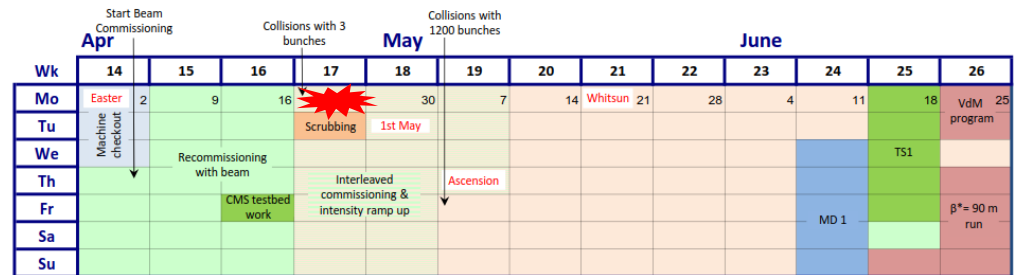 Start Beam
Commissioning
Collisions with 3
bunches
Collisions with
1200 bunches
Apr
May
June
Wk 14 15 16 17 18 19 20 21 22 23 24 25 26
Mo Easter 2 9 16 30 7 14 Whitsun 21 28 4 11 18 VdM 25
program
Tu Machine
checkout
Scrubbing 1st May
We TS1
Recommissioning
with beam
Th Interleaved
commissioning &
intensity ramp up
Ascension
Fr CMS testbed
work
MD 1
β*= 90 m
run
Sa
Su